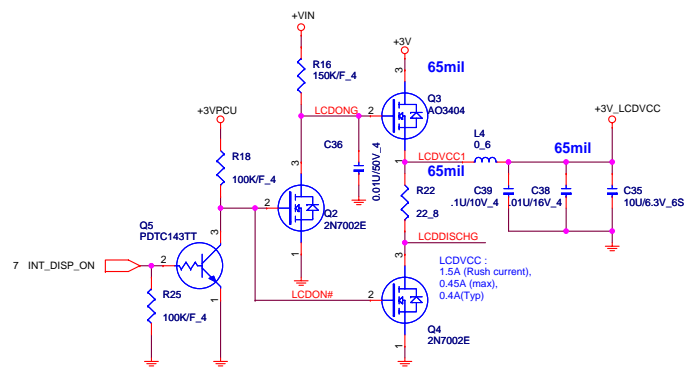 +VIN
+3V
R16
150K/F_4
3
65mil
Q3
AO3404
+3VPCU
LCDONG
2
+3V_LCDVCC
L4
0_6
65mil
C36
0.01U/50V_4
1
LCDVCC1
65mil
R18
100K/F_4
3
R22
22_8
C39
.1U/10V_4
C38
.01U/16V_4
C35
10U/6.3V_6S
2
Q2
2N7002E
Q5
PDTC143TT
3
1
LCDDISCHG
3
7 INT_DISP_ON
2
LCDVCC :
1.5A (Rush current),
0.45A (max),
0.4A(Typ)
R25
100K/F_4
1
LCDON#
2
Q4
2N7002E
1